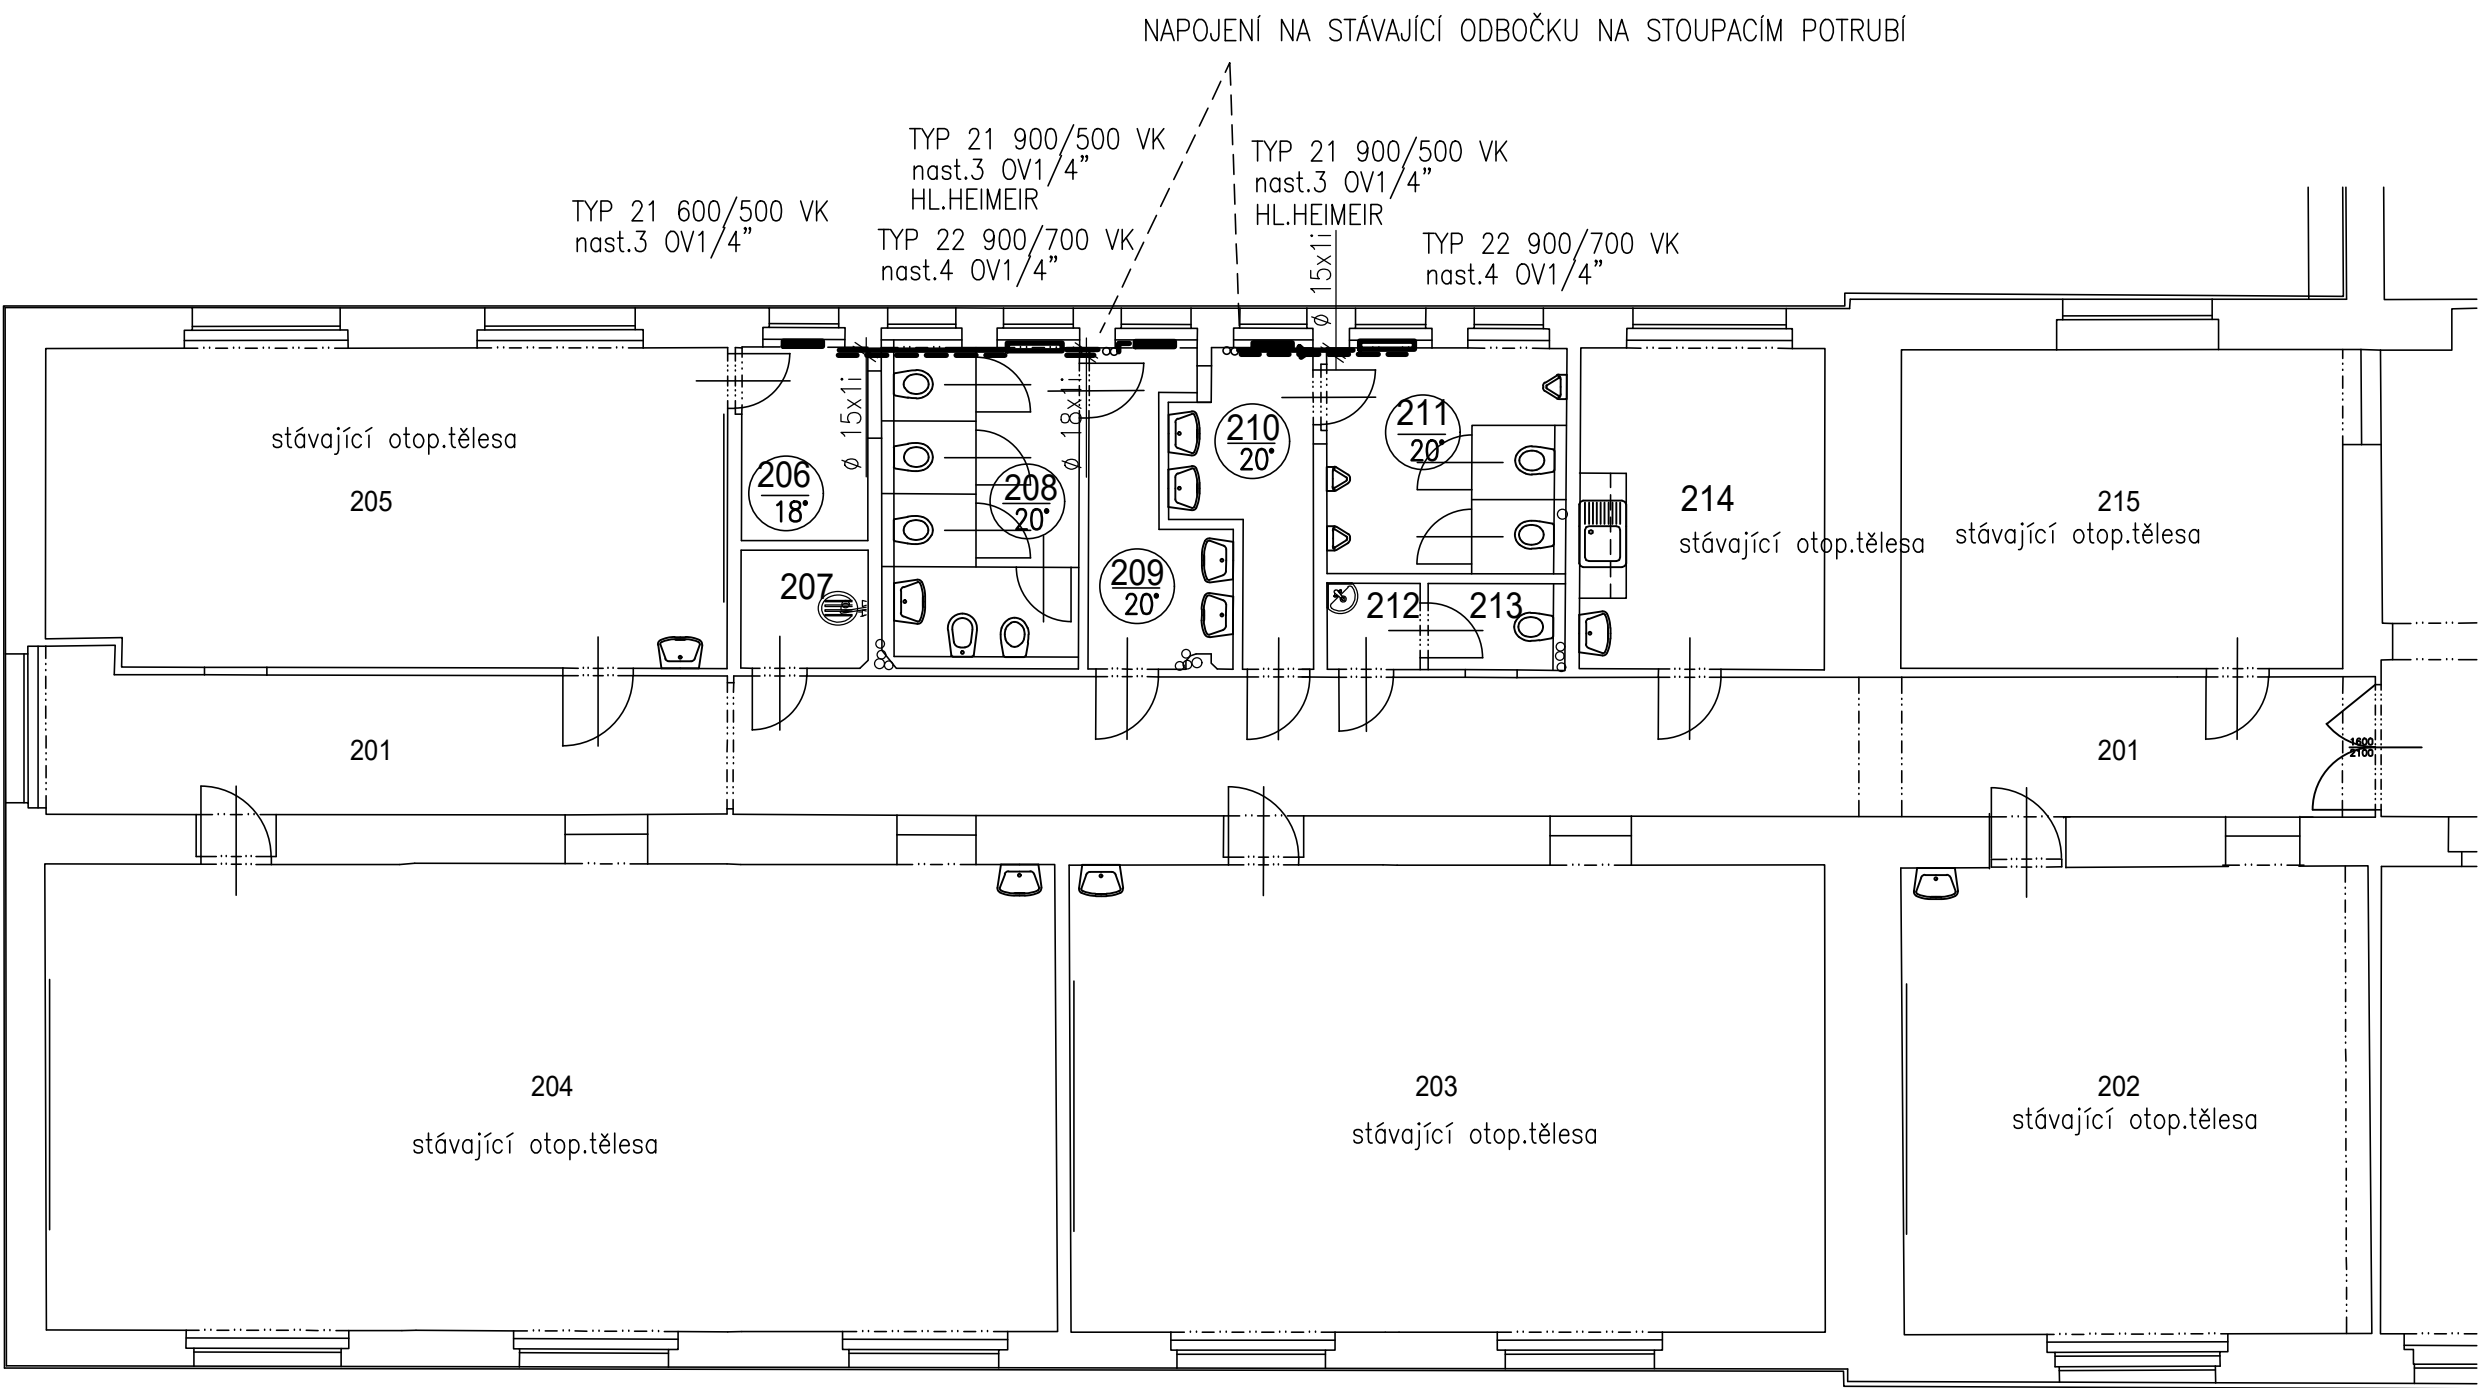 NAPOJENÍ NA STÁVAJÍCÍ ODBOČKU NA STOUPACÍM POTRUBÍ
TYP 21 900/500 VK
nast.3 OV1/4"
HL.HEIMEIR
TYP 21 900/500 VK
nast.3 OV1/4"
HL.HEIMEIR
TYP 21 600/500 VK
nast.3 OV1/4"
TYP 22 900/700 VK
nast.4 OV1/4"
TYP 22 900/700 VK
nast.4 OV1/4"
ø 15x1i
ø 15x1i
ø 18x1i
stávající otop.tělesa
205
206
18°
207
208
20°
209
20°
210
20°
211
20°
212
213
214
stávající otop.tělesa
215
stávající otop.tělesa
201
201
1600
2100
204
stávající otop.tělesa
203
stávající otop.tělesa
202
stávající otop.tělesa